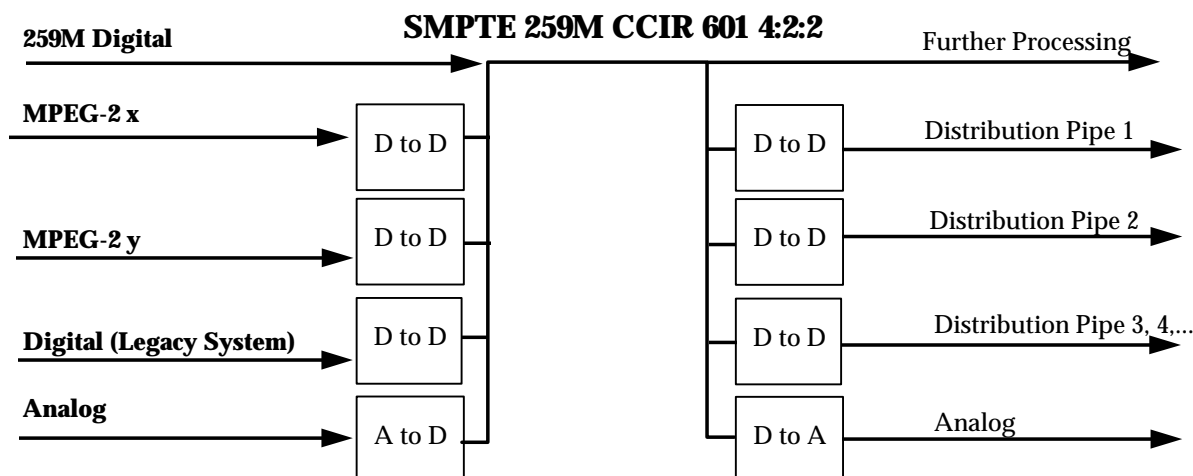 SMPTE 259M CCIR 601 4:2:2
259M Digital
Further Processing
MPEG-2 x
D to D
D to D
Distribution Pipe 1
MPEG-2 y
D to D
D to D
Distribution Pipe 2
Digital (Legacy System)
D to D
D to D
Distribution Pipe 3, 4,...
Analog
A to D
D to A
Analog